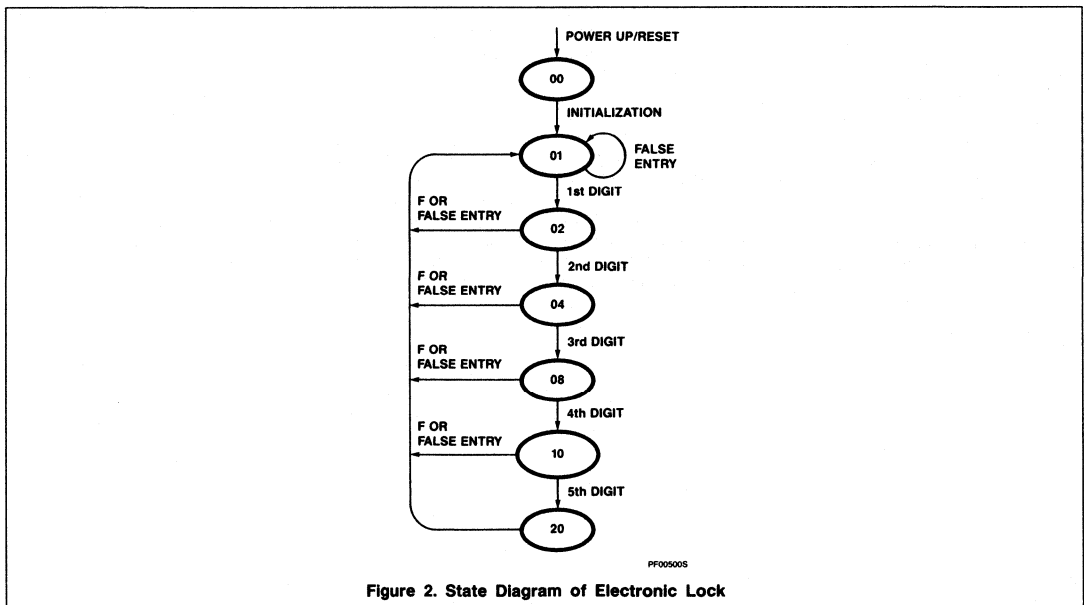 POWER UP/RESET
00
INITIALIZATION
01
FALSE
ENTRY
1st DIGIT
F OR
FALSE ENTRY
02
2nd DIGIT
F OR
FALSE ENTRY
04
3rd DIGIT
F OR
FALSE ENTRY
08
4th DIGIT
F OR
FALSE ENTRY
10
5th DIGIT
20
PF00500S
Figure 2. State Diagram of Electronic Lock